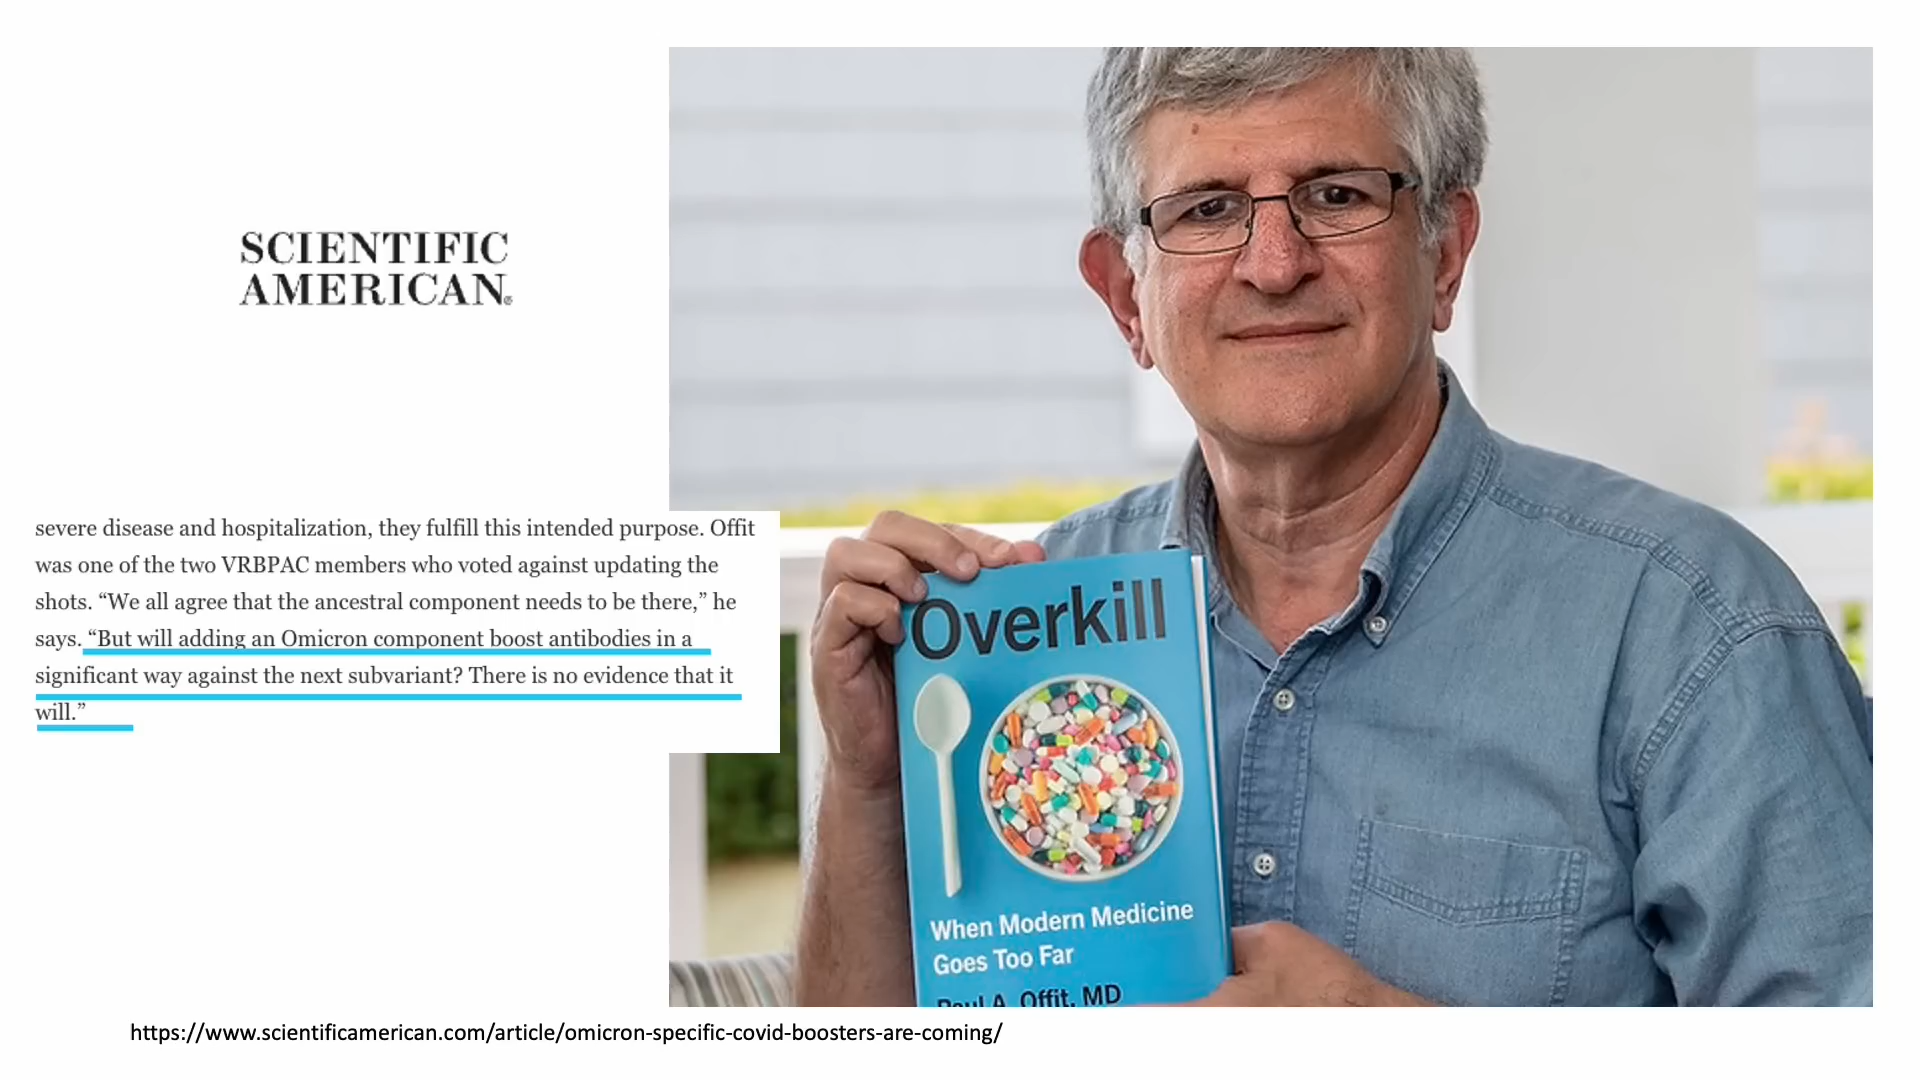 SCIENTIFIC
AMERICAN®
severe disease and hospitalization, they fulfill this intended purpose. Offit
was one of the two VRBPAC members who voted against updating the
shots. “We all agree that the ancestral component needs to be there,” he
says. “But will adding an Omicron component boost antibodies in a
significant way against the next subvariant? There is no evidence that it
will.”
Overkill
When Modern Medicine
Goes Too Far
Paul A. Offit, MD
https://www.scientificamerican.com/article/omicron-specific-covid-boosters-are-coming/